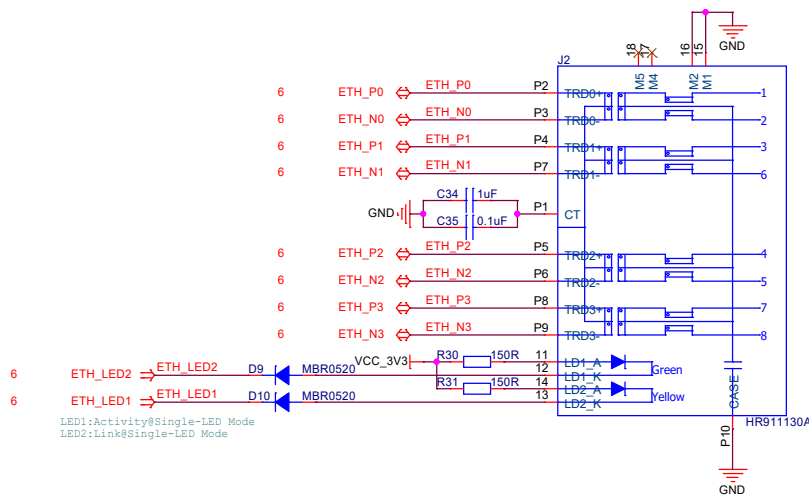 GND
18
17
16
15
J2
M5
M4
M2
M1
6 ETH_P0 ETH_P0 P2 TRD0+ 1
6 ETH_N0 ETH_N0 P3 TRD0- 2
6 ETH_P1 ETH_P1 P4 TRD1+ 3
6 ETH_N1 ETH_N1 P7 TRD1- 6
C34 1uF
GND P1 CT
C35 0.1uF
6 ETH_P2 ETH_P2 P5 TRD2+ 4
6 ETH_N2 ETH_N2 P6 TRD2- 5
6 ETH_P3 ETH_P3 P8 TRD3+ 7
6 ETH_N3 ETH_N3 P9 TRD3- 8
VCC_3V3 R30 150R 11 LD1_A
6 ETH_LED2 ETH_LED2 D9 MBR0520 12 LD1_K Green
R31 150R 14 LD2_A
6 ETH_LED1 ETH_LED1 D10 MBR0520 13 LD2_K Yellow
CASE
LED1:Activity@Single-LED Mode
LED2:Link@Single-LED Mode
HR911130A
P10
GND